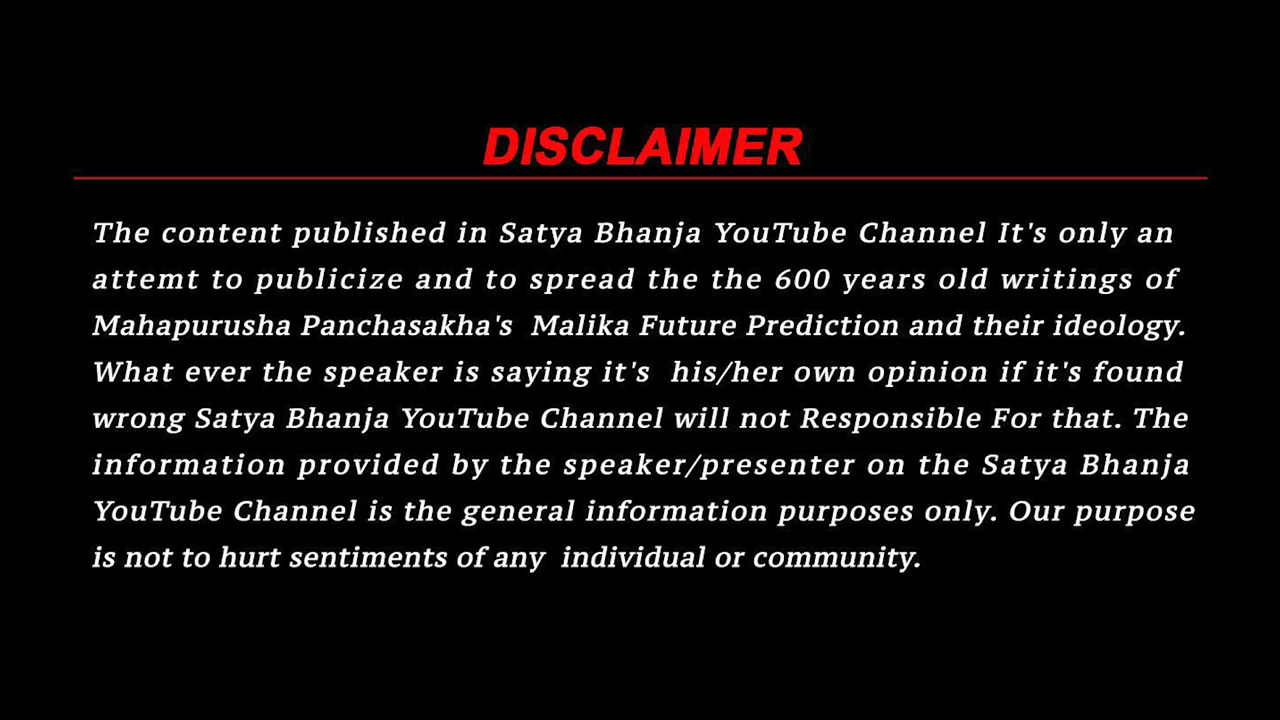 DISCLAIMER
The content published in Satya Bhanja YouTube Channel It's only an
attemt to publicize and to spread the the 600 years old writings of
Mahapurusha Panchasakha's Malika Future Prediction and their ideology.
What ever the speaker is saying it's his/her own opinion if it's found
wrong Satya Bhanja YouTube Channel will not Responsible For that. The
information provided by the speaker/presenter on the Satya Bhanja
YouTube Channel is the general information purposes only. Our purpose
is not to hurt sentiments of any individual or community.